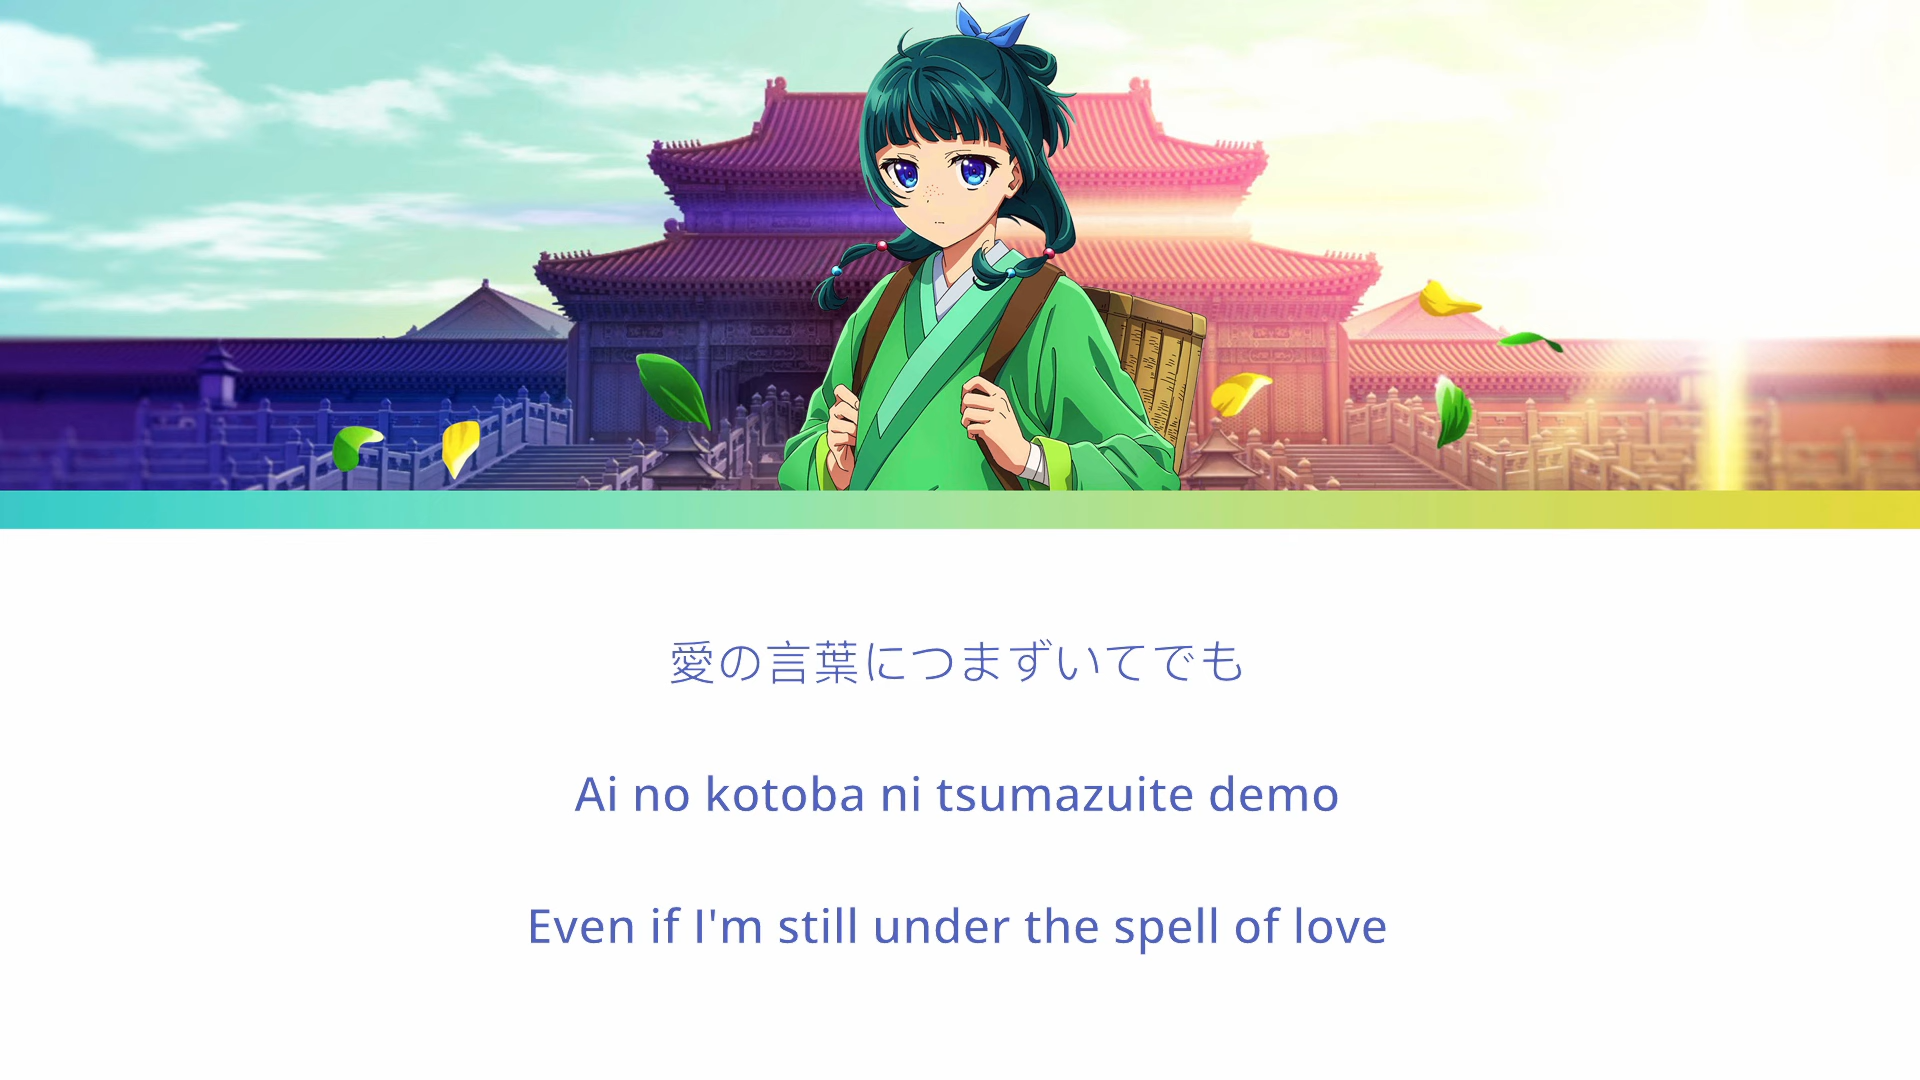 愛の言葉につまずいてでも
Ai no kotoba ni tsumazuite demo
Even if I'm still under the spell of love